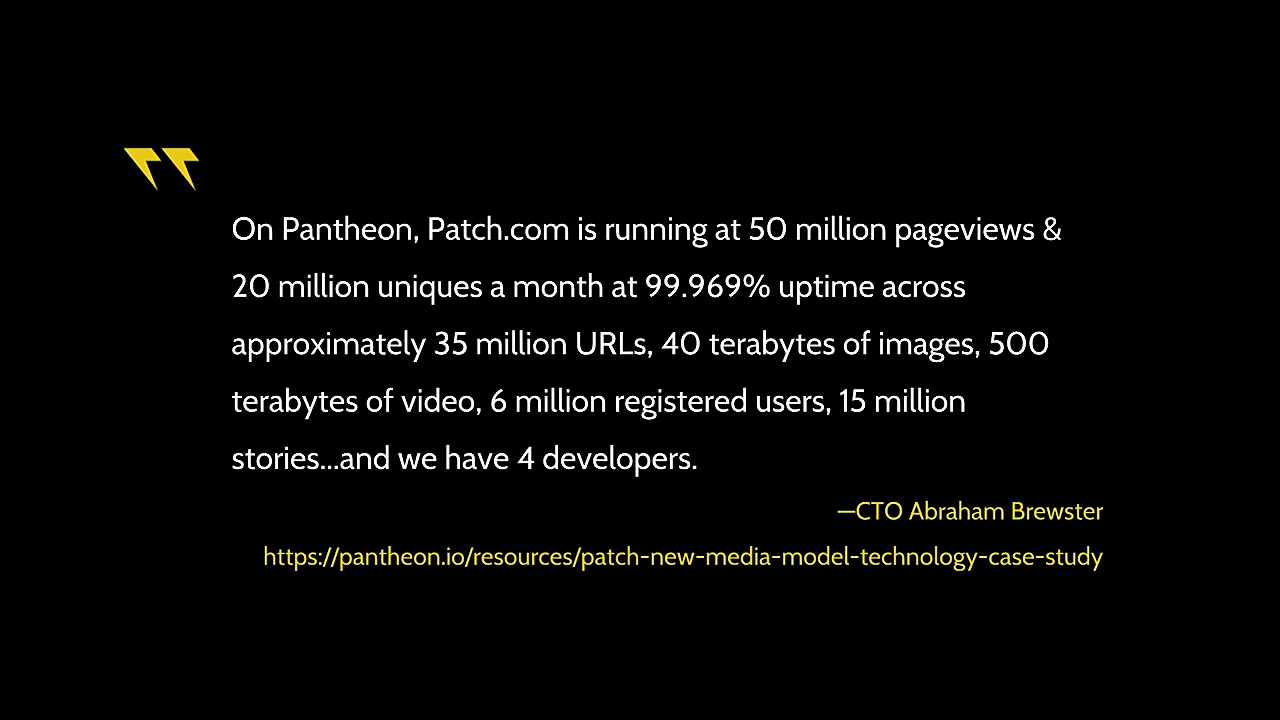 On Pantheon, Patch.com is running at 50 million pageviews &
20 million uniques a month at 99.969% uptime across
approximately 35 million URLs, 40 terabytes of images, 500
terabytes of video, 6 million registered users, 15 million
stories...and we have 4 developers.
—CTO Abraham Brewster
https://pantheon.io/resources/patch-new-media-model-technology-case-study